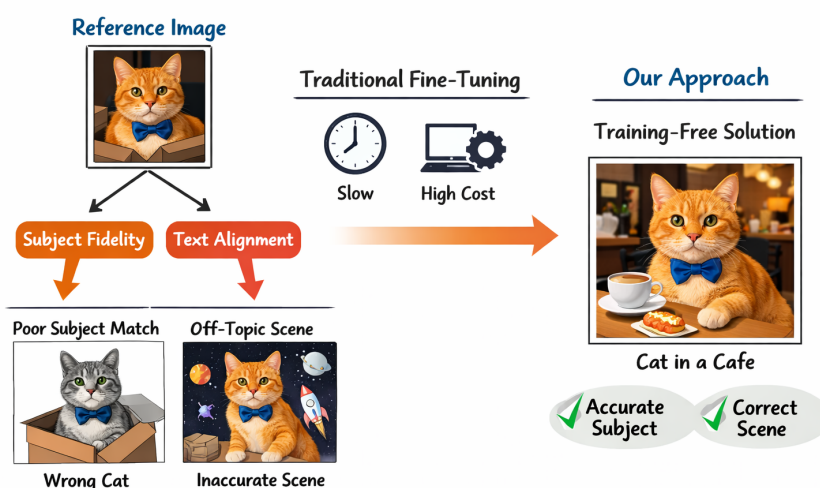 Reference Image
Subject Fidelity
Text Alignment
Poor Subject Match
Off-Topic Scene
Wrong Cat
Inaccurate Scene
Traditional Fine-Tuning
Slow
High Cost
Our Approach
Training-Free Solution
Cat in a Cafe
Accurate
Subject
Correct
Scene